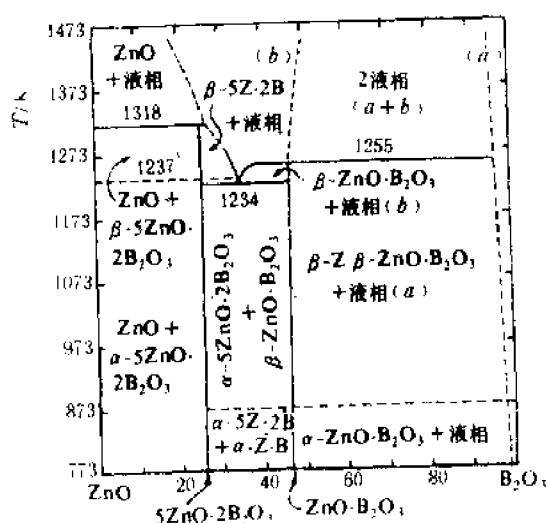 1473
1373
1273
1173
1073
973
873
773
T/k
ZnO
+液相
1318
(b)
β-5Z·2B
+液相
2液相
(a+b)
(a)
1237
1255
ZnO +
β-5ZnO·
2B₂O₃
1234
β-ZnO·B₂O₃
+液相(b)
α-5ZnO·2B₂O₃
+
β-ZnO·B₂O₃
β-Z β-ZnO·B₂O₃
+液相(a)
ZnO +
α-5ZnO·
2B₂O₃
α-5Z·2B
+α-Z·B
α-ZnO·B₂O₃+液相
ZnO
20
40
60
80
B₂O₃
5ZnO·2B₂O₃
ZnO·B₂O₃